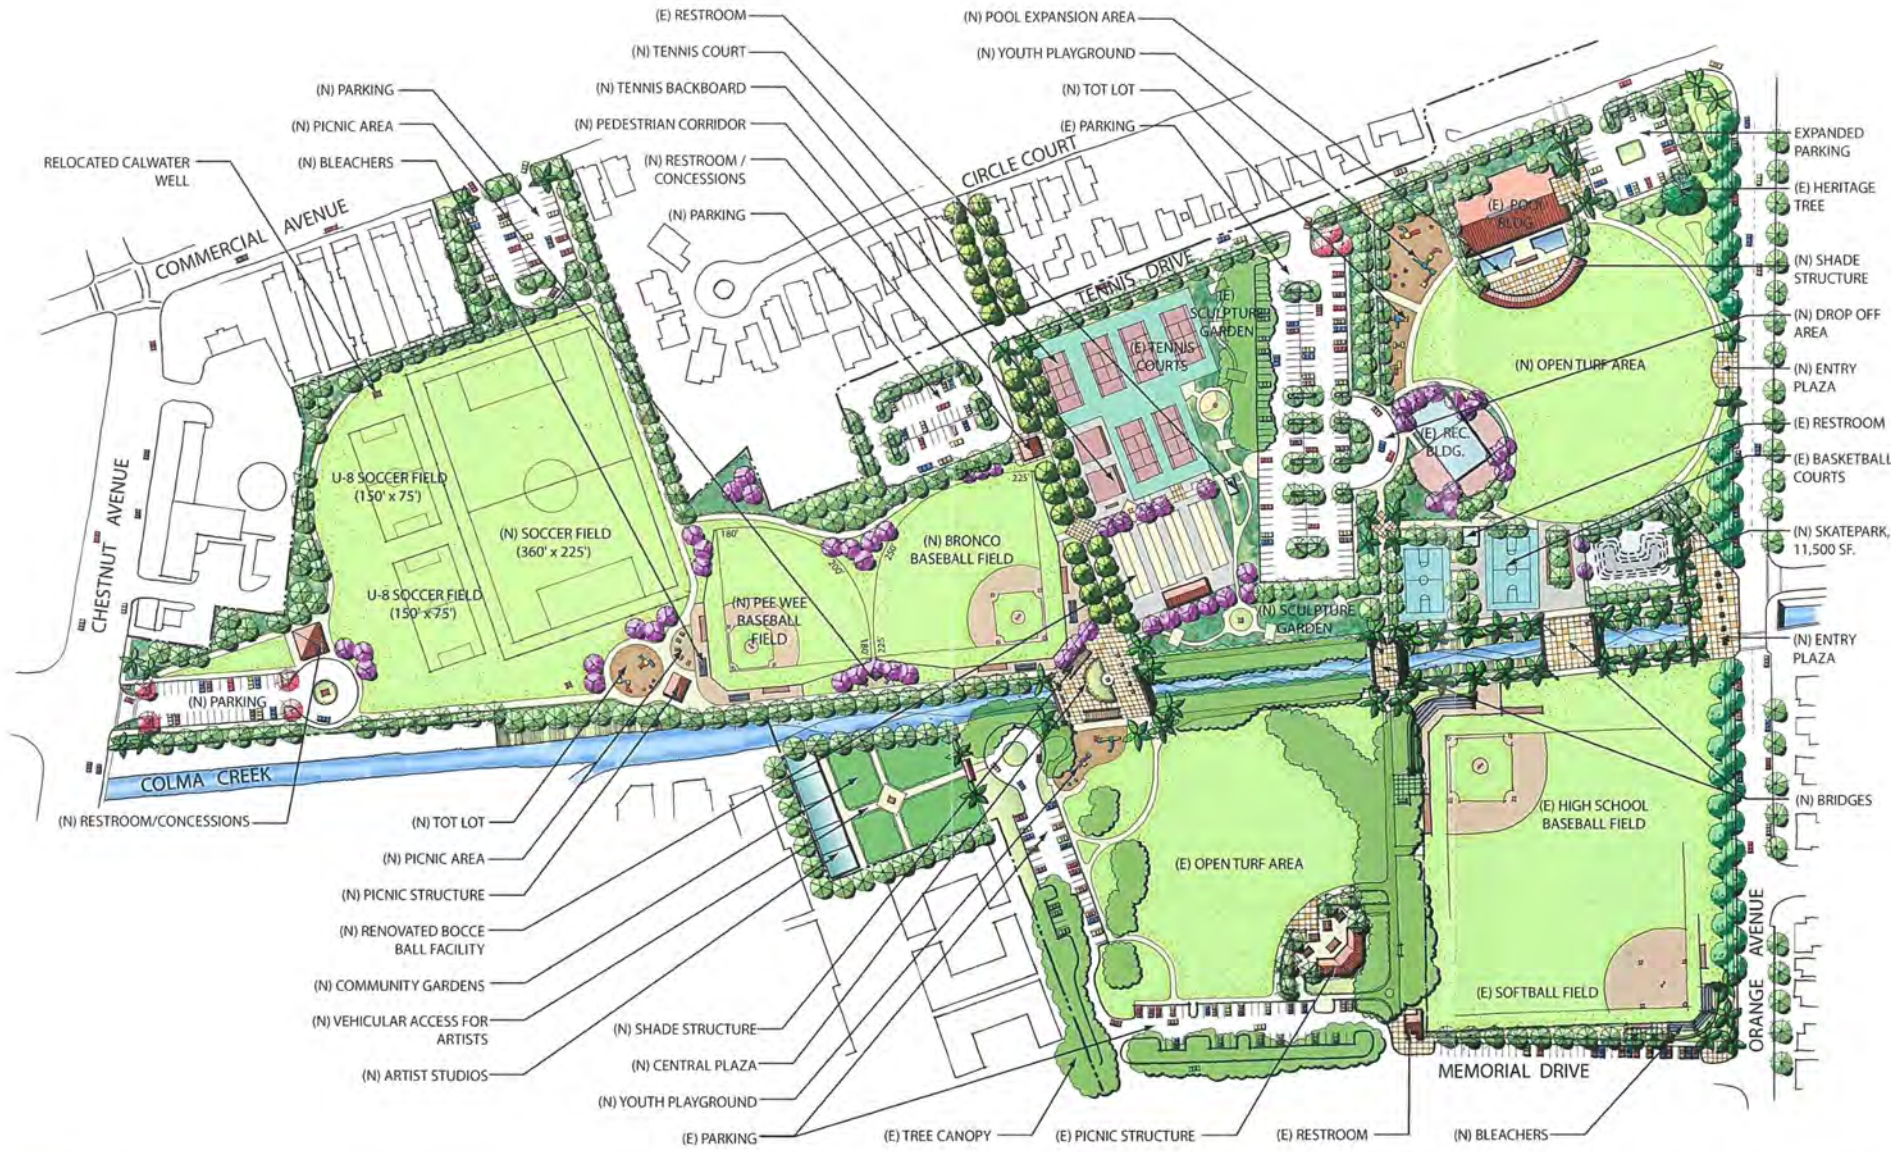 (E) RESTROOM
(N) TENNIS COURT
(N) TENNIS BACKBOARD
(N) PEDESTRIAN CORRIDOR
(N) RESTROOM /
CONCESSIONS
(N) PARKING
(N) POOL EXPANSION AREA
(N) YOUTH PLAYGROUND
(N) TOT LOT
(E) PARKING
(N) PARKING
(N) PICNIC AREA
(N) BLEACHERS
RELOCATED CALWATER
WELL
COMMERCIAL AVENUE
CIRCLE COURT
TENNIS DRIVE
CHESTNUT AVENUE
EXPANDED
PARKING
(E) HERITAGE
TREE
(N) SHADE
STRUCTURE
(N) DROP OFF
AREA
(N) ENTRY
PLAZA
(E) RESTROOM
(E) BASKETBALL
COURTS
(N) SKATEPARK,
11,500 SF.
(N) ENTRY
PLAZA
(N) BRIDGES
(E) POOL
BLDG.
(E)
SCULPTURE
GARDEN
(E) TENNIS
COURTS
(N) OPEN TURF AREA
(E) REC.
BLDG.
U-8 SOCCER FIELD
(150' x 75')
(N) SOCCER FIELD
(360' x 225')
U-8 SOCCER FIELD
(150' x 75')
225'
180'
200'
250'
(N) BRONCO
BASEBALL FIELD
(N) PEE WEE
BASEBALL
FIELD
180'
225'
(N) SCULPTURE
GARDEN
(N) PARKING
COLMA CREEK
(E) HIGH SCHOOL
BASEBALL FIELD
(E) OPEN TURF AREA
(E) SOFTBALL FIELD
ORANGE AVENUE
MEMORIAL DRIVE
(N) RESTROOM/CONCESSIONS
(N) TOT LOT
(N) PICNIC AREA
(N) PICNIC STRUCTURE
(N) RENOVATED BOCCE
BALL FACILITY
(N) COMMUNITY GARDENS
(N) VEHICULAR ACCESS FOR
ARTISTS
(N) ARTIST STUDIOS
(N) SHADE STRUCTURE
(N) CENTRAL PLAZA
(N) YOUTH PLAYGROUND
(E) PARKING
(E) TREE CANOPY
(E) PICNIC STRUCTURE
(E) RESTROOM
(N) BLEACHERS